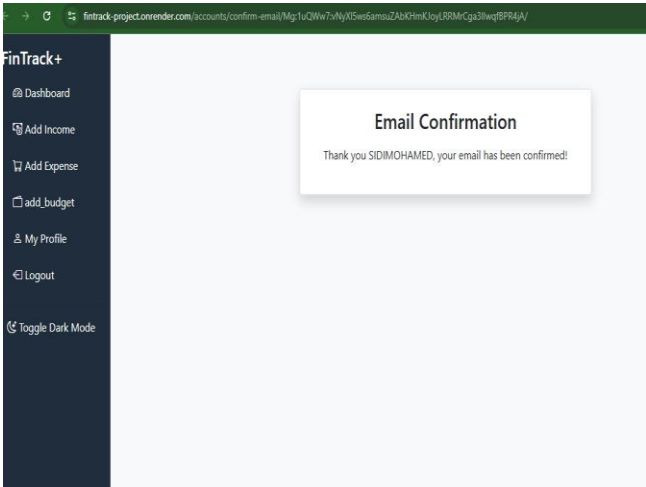 fintrack-project.onrender.com/accounts/confirm-email/Mg:1uQWw7:vNyXl5ws6amsuZAbKHmKJoyLRRMrCga3IlwqfBPR4jA/
FinTrack+
Dashboard
Add Income
Add Expense
add_budget
My Profile
Logout
Toggle Dark Mode
Email Confirmation
Thank you SIDIMOHAMED, your email has been confirmed!